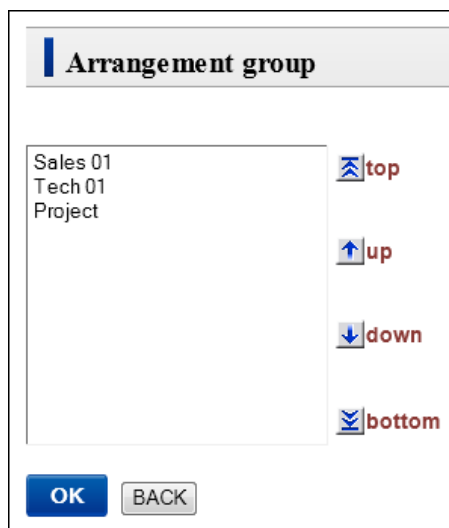 Arrangement group
Sales 01
Tech 01
Project
top
up
down
bottom
OK
BACK